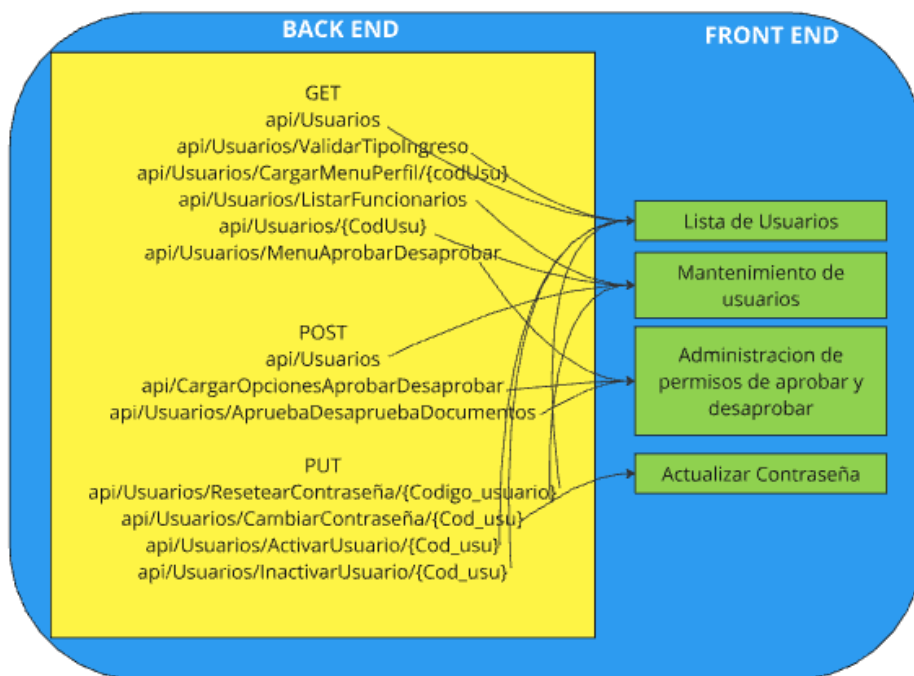 BACK END
GET
api/Usuarios
api/Usuarios/ValidarTipoIngreso
api/Usuarios/CargarMenuPerfil/{codUsu}
api/Usuarios/ListarFuncionarios
api/Usuarios/{CodUsu}
api/Usuarios/MenuAprobarDesaprobar
POST
api/Usuarios
api/CargarOpcionesAprobarDesaprobar
api/Usuarios/ApruebaDesapruebaDocumentos
PUT
api/Usuarios/ResetearContraseña/{Codigo_usuario}
api/Usuarios/CambiarContraseña/{Cod_usu}
api/Usuarios/ActivarUsuario/{Cod_usu}
api/Usuarios/InactivarUsuario/{Cod_usu}
FRONT END
Lista de Usuarios
Mantenimiento de
usuarios
Administracion de
permisos de aprobar y
desaprobar
Actualizar Contraseña